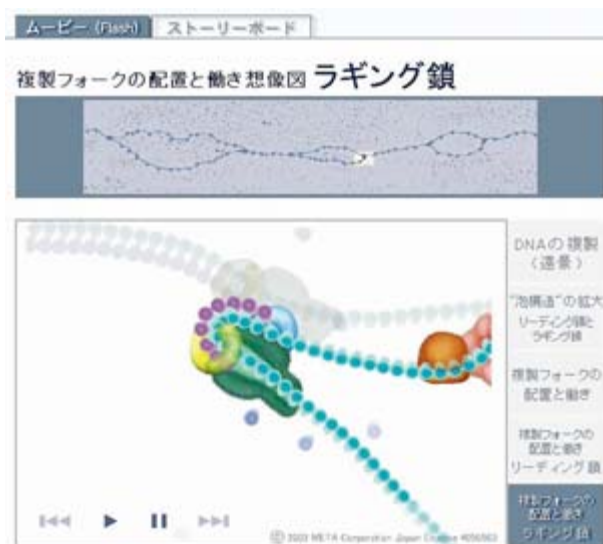 ムービー (Flash)
ストーリーボード
複製フォークの配置と働き想像図 ラギング鎖
DNAの複製
(遠景)
"泡構造"の拡大
リーディング鎖と
ラギング鎖
複製フォークの
配置と働き
複製フォークの
配置と働き
リーディング鎖
複製フォークの
配置と働き
ラギング鎖
Corporation Japan License